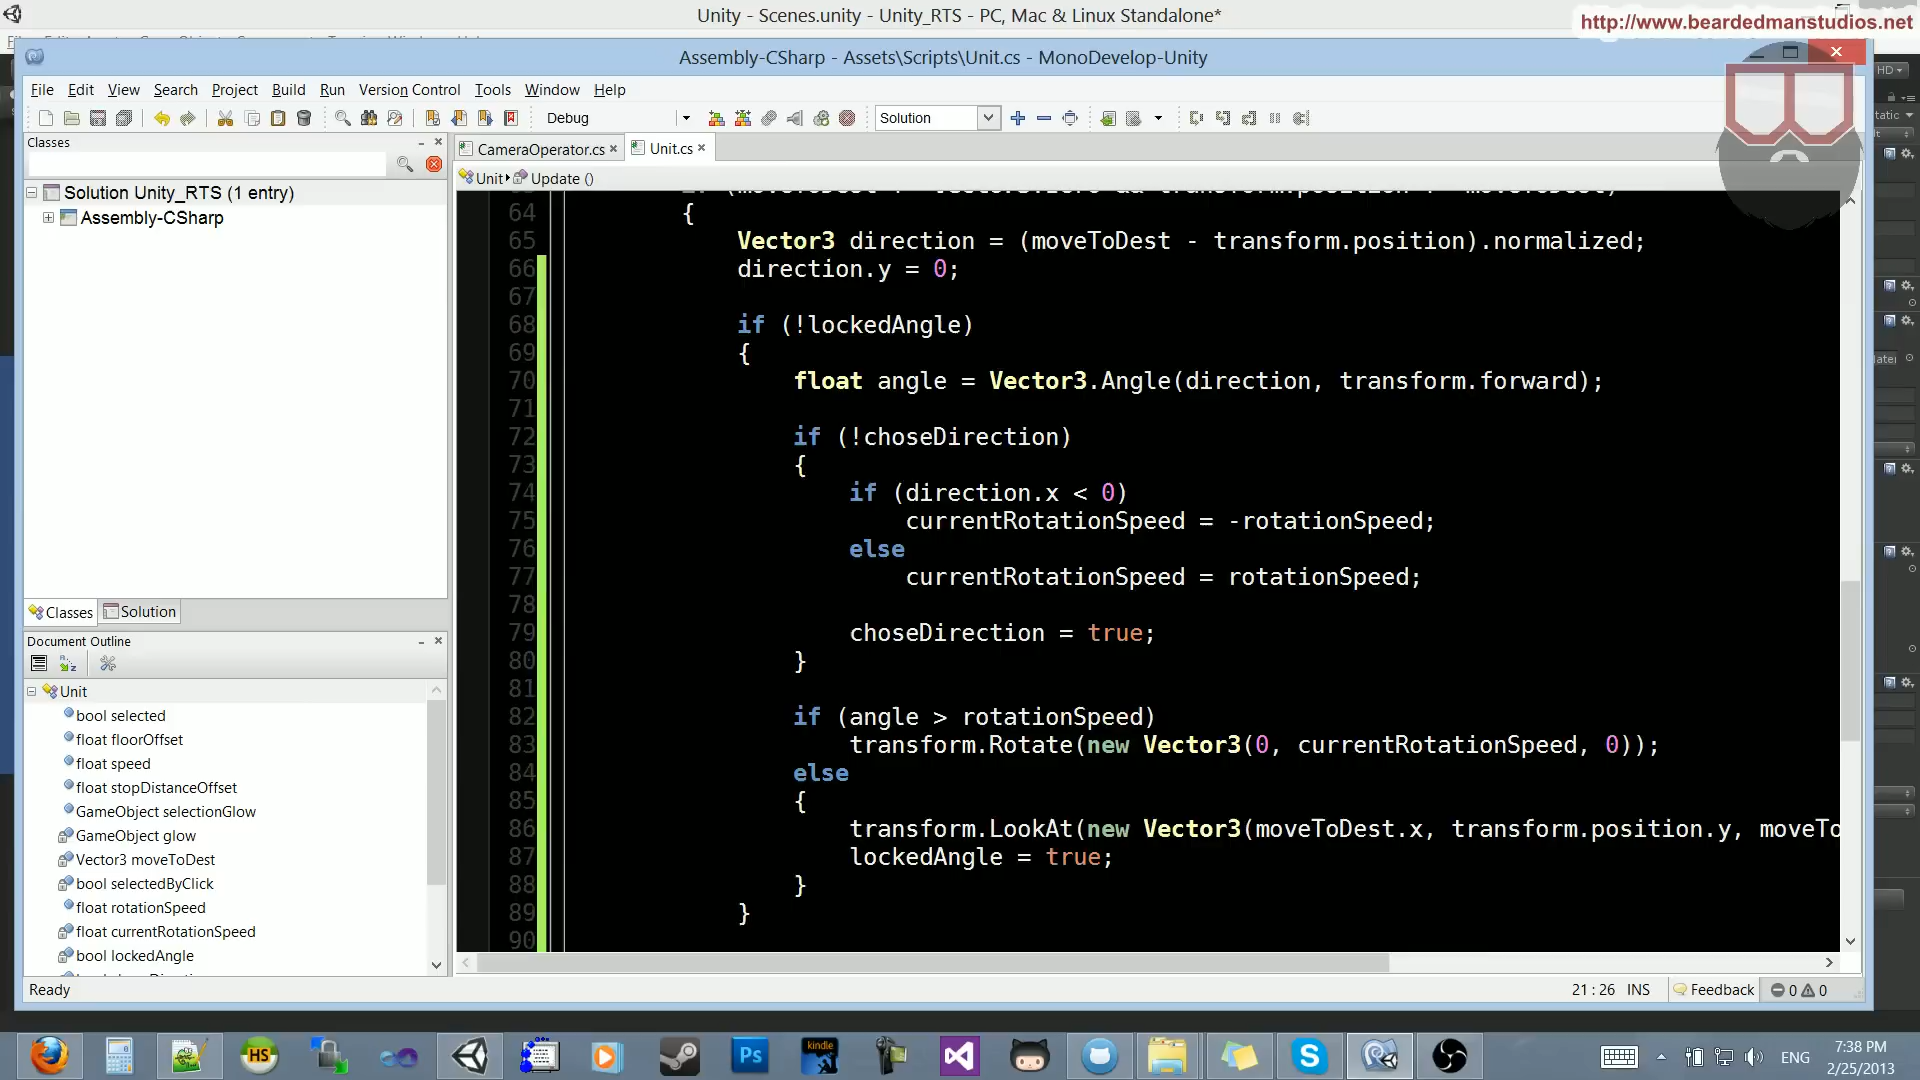 Unity - Scenes.unity - Unity_RTS - PC, Mac & Linux Standalone*
http://www.beardedmanstudios.net
Assembly-CSharp - Assets\Scripts\Unit.cs - MonoDevelop-Unity
HD
File Edit View Search Project Build Run Version Control Tools Window Help
Debug
Solution
Classes
CameraOperator.cs
Unit.cs
Unit
Update ()
Solution Unity_RTS (1 entry)
Assembly-CSharp
64 {
65 Vector3 direction = (moveToDest - transform.position).normalized;
66 direction.y = 0;
67
68 if (!lockedAngle)
69 {
70 float angle = Vector3.Angle(direction, transform.forward);
71
72 if (!choseDirection)
73 {
74 if (direction.x < 0)
75 currentRotationSpeed = -rotationSpeed;
76 else
77 currentRotationSpeed = rotationSpeed;
78
79 choseDirection = true;
80 }
81
82 if (angle > rotationSpeed)
83 transform.Rotate(new Vector3(0, currentRotationSpeed, 0));
84 else
85 {
86 transform.LookAt(new Vector3(moveToDest.x, transform.position.y, moveTo
87 lockedAngle = true;
88 }
89 }
90
Classes
Solution
Document Outline
Unit
bool selected
float floorOffset
float speed
float stopDistanceOffset
GameObject selectionGlow
GameObject glow
Vector3 moveToDest
bool selectedByClick
float rotationSpeed
float currentRotationSpeed
bool lockedAngle
Ready
21 : 26 INS
Feedback
0 0
HS
Ps
kindle
ENG
7:38 PM
2/25/2013